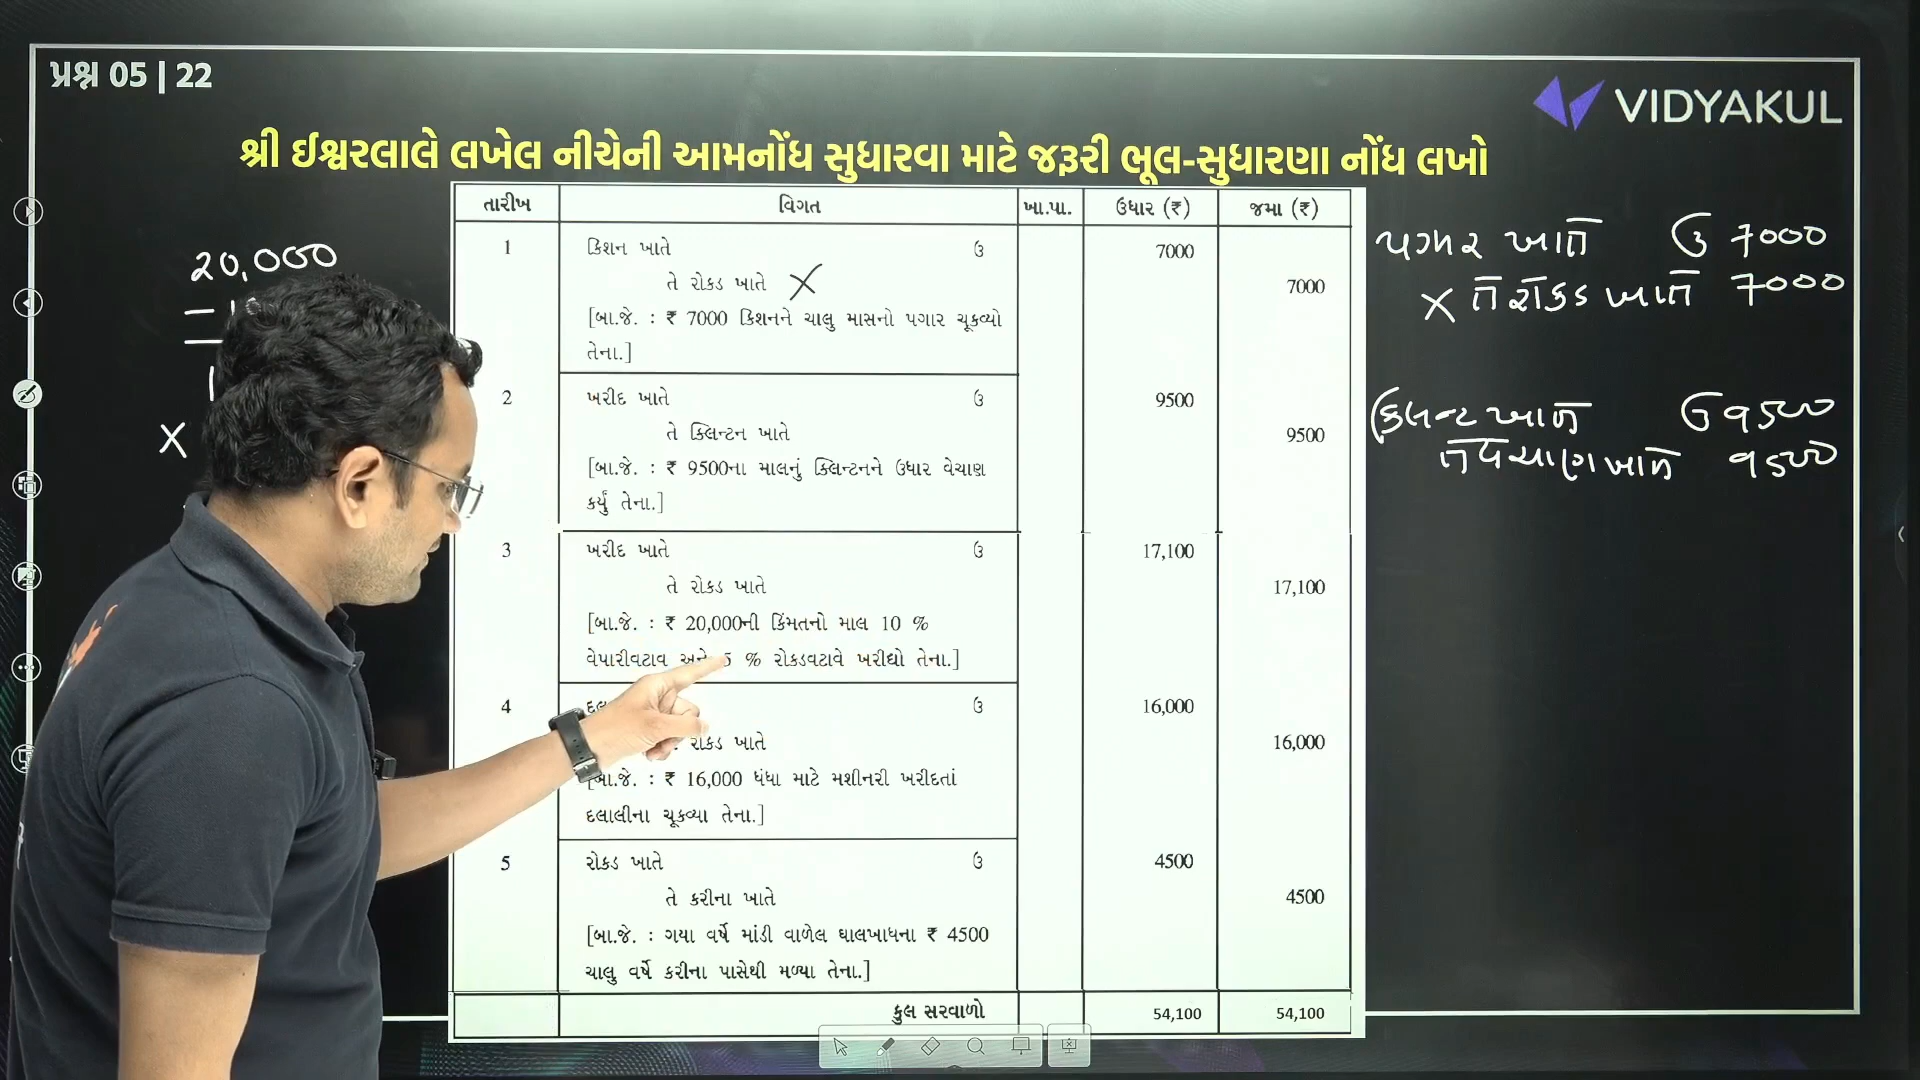 પ્રશ્ન 05 | 22
VIDYAKUL
શ્રી ઈશ્વરલાલે લખેલ નીચેની આમનોંધ સુધારવા માટે જરૂરી ભૂલ-સુધારણા નોંધ લખો
તારીખ વિગત ખા.પા. ઉધાર (₹) જમા (₹)
1 કિશન ખાતે ઉ 7000
તે રોકડ ખાતે X 7000
[બા.જે. : ₹ 7000 કિશનને ચાલુ માસનો પગાર ચૂકવ્યો
તેના.]
2 ખરીદ ખાતે ઉ 9500
તે ક્લિન્ટન ખાતે 9500
[બા.જે. : ₹ 9500ના માલનું ક્લિન્ટનને ઉધાર વેચાણ
કર્યું તેના.]
3 ખરીદ ખાતે ઉ 17,100
તે રોકડ ખાતે 17,100
[બા.જે. : ₹ 20,000ની કિંમતનો માલ 10 %
વેપારીવટાવ અને 5 % રોકડવટાવે ખરીદ્યો તેના.]
4 ઉ 16,000
રોકડ ખાતે 16,000
[બા.જે. : ₹ 16,000 ધંધા માટે મશીનરી ખરીદતાં
દલાલીના ચૂકવ્યા તેના.]
5 રોકડ ખાતે ઉ 4500
તે કરીના ખાતે 4500
[બા.જે. : ગયા વર્ષે માંડી વાળેલ ઘાલખાધના ₹ 4500
ચાલુ વર્ષે કરીના પાસેથી મળ્યા તેના.]
કુલ સરવાળો 54,100 54,100
20,000
X
પગાર ખાતે ઉ 7000
X તે રોકડ ખાતે 7000
ખાતે ઉ ૧૫૦૦
તે વેચાણ ખાતે ૧૫૦૦